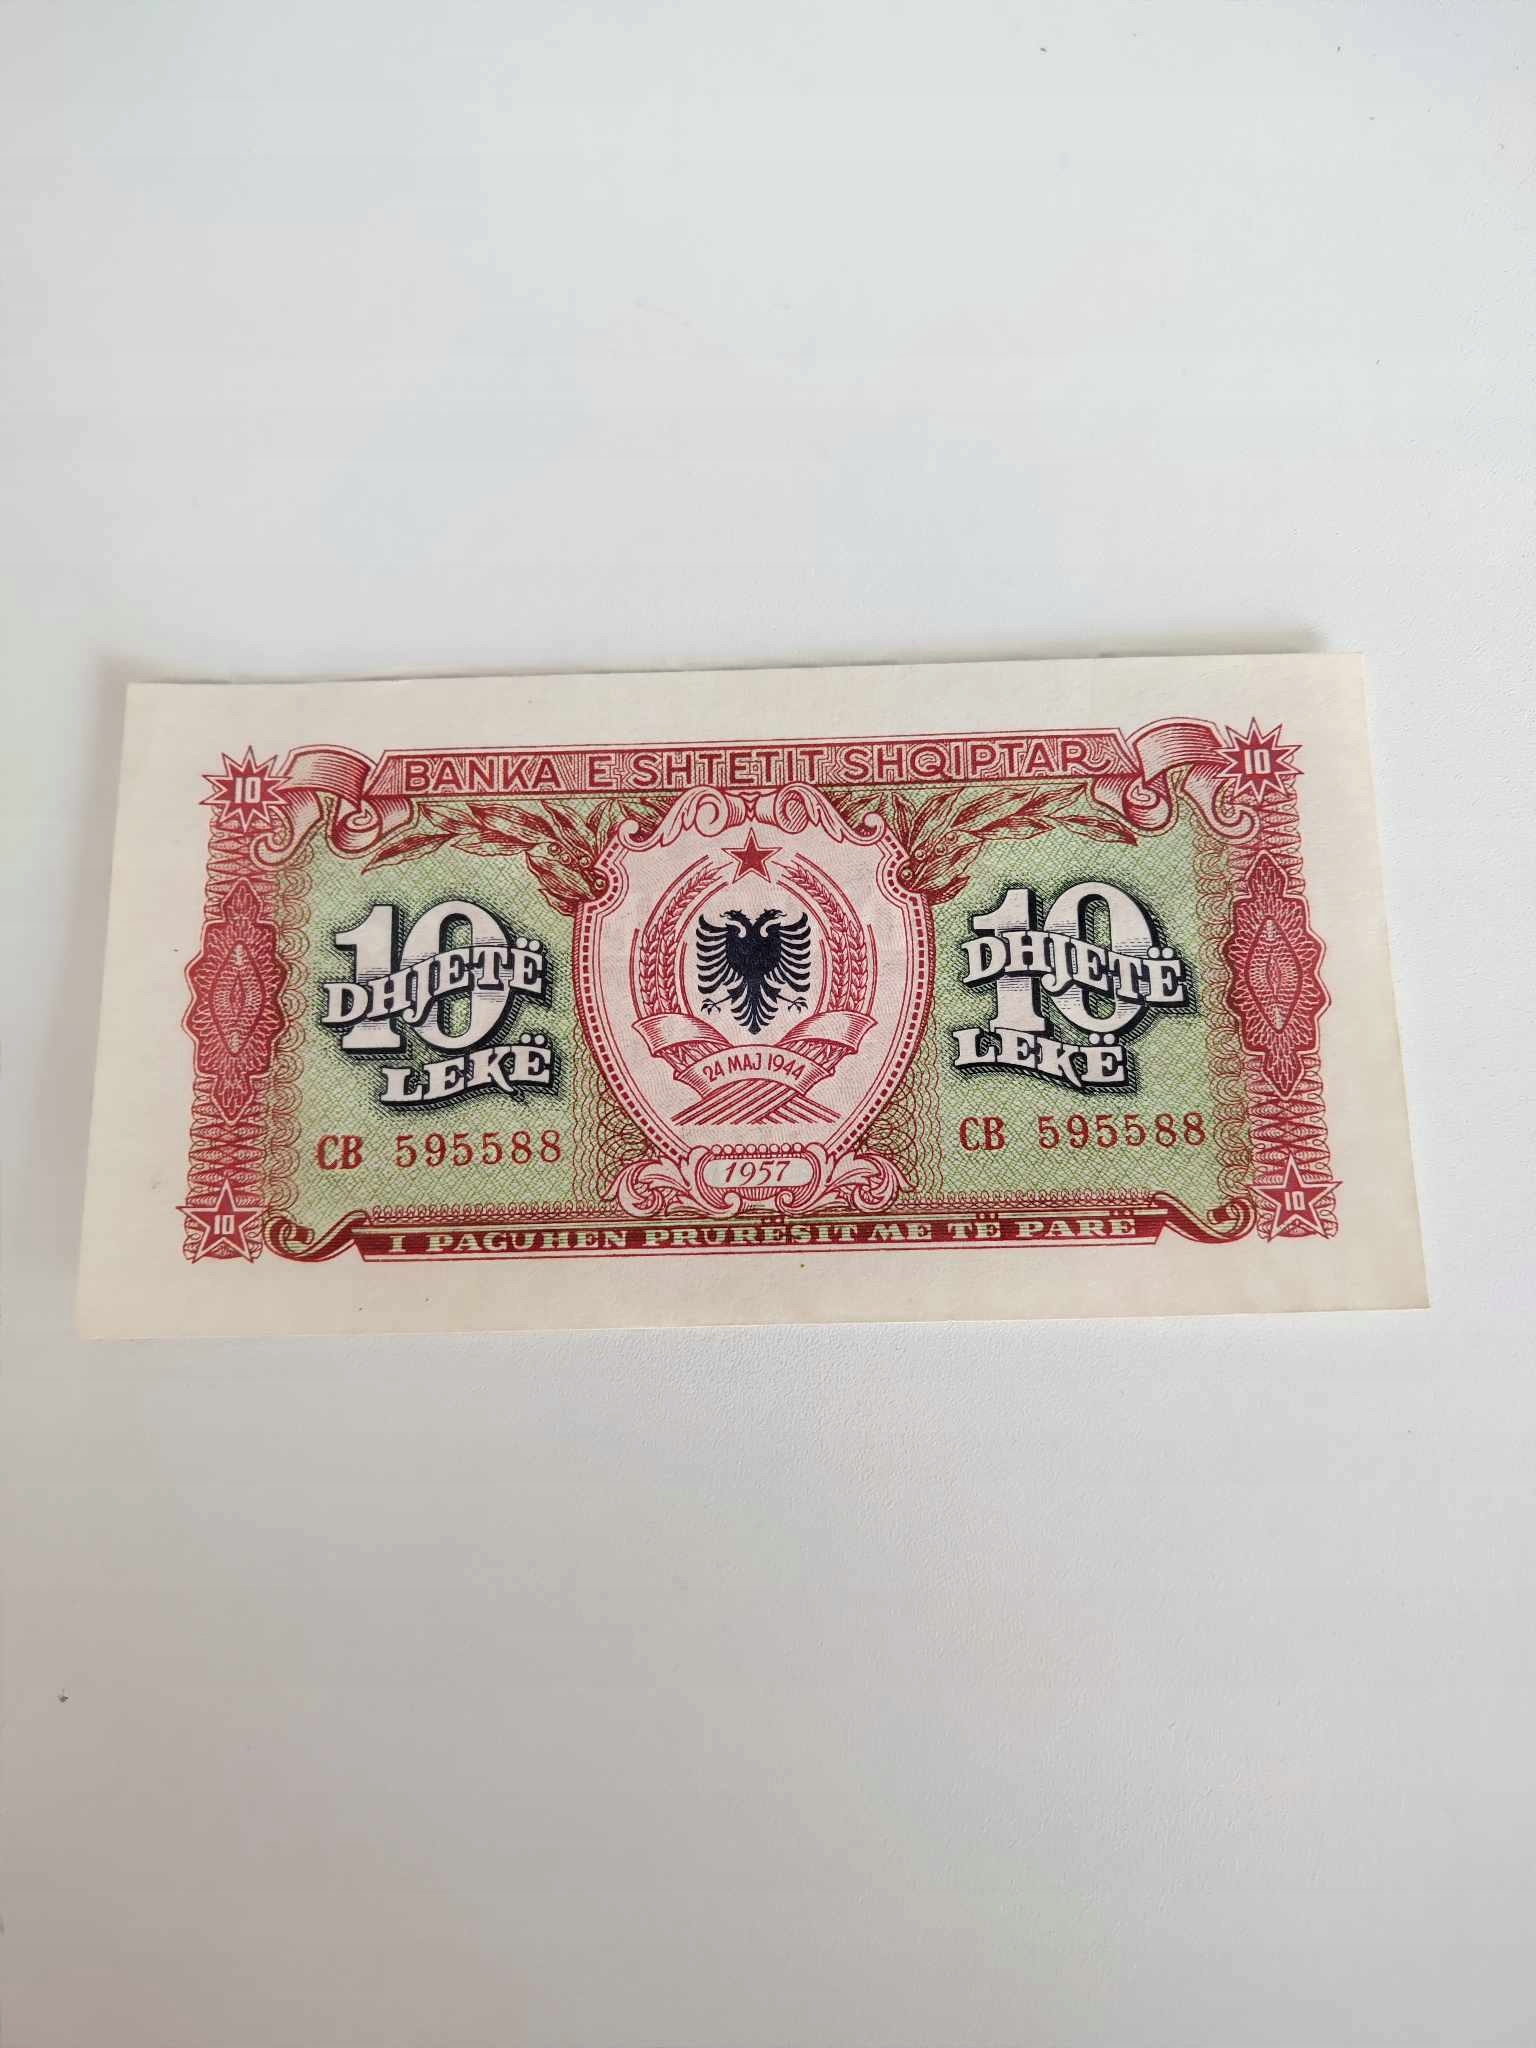 BANKA E SHTETIT SHQIPTAR
10
10
10
DHJETË
LEKË
10
DHJETË
LEKË
24 MAJ 1944
CB 595588
CB 595588
1957
10
10
I PAGUHEN PRURËSIT ME TË PARË